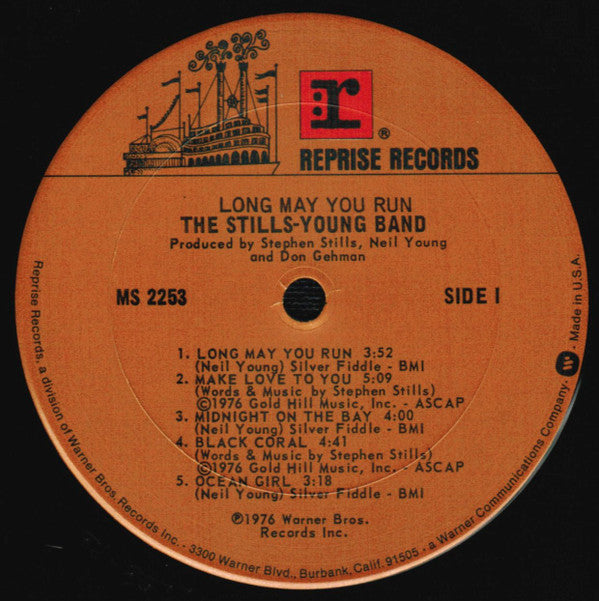 r
®
REPRISE RECORDS
LONG MAY YOU RUN
THE STILLS-YOUNG BAND
Produced by Stephen Stills, Neil Young
and Don Gehman
MS 2253
SIDE I
1. LONG MAY YOU RUN 3:52
(Neil Young) Silver Fiddle - BMI
2. MAKE LOVE TO YOU 5:09
(Words & Music by Stephen Stills)
©1976 Gold Hill Music, Inc. - ASCAP
3. MIDNIGHT ON THE BAY 4:00
(Neil Young) Silver Fiddle - BMI
4. BLACK CORAL 4:41
(Words & Music by Stephen Stills)
©1976 Gold Hill Music, Inc. - ASCAP
5. OCEAN GIRL 3:18
(Neil Young) Silver Fiddle - BMI
℗1976 Warner Bros.
Records Inc.
Reprise Records, a division of Warner Bros. Records Inc. - 3300 Warner Blvd., Burbank, Calif. 91505 - a Warner Communications Company - W - Made in U.S.A.